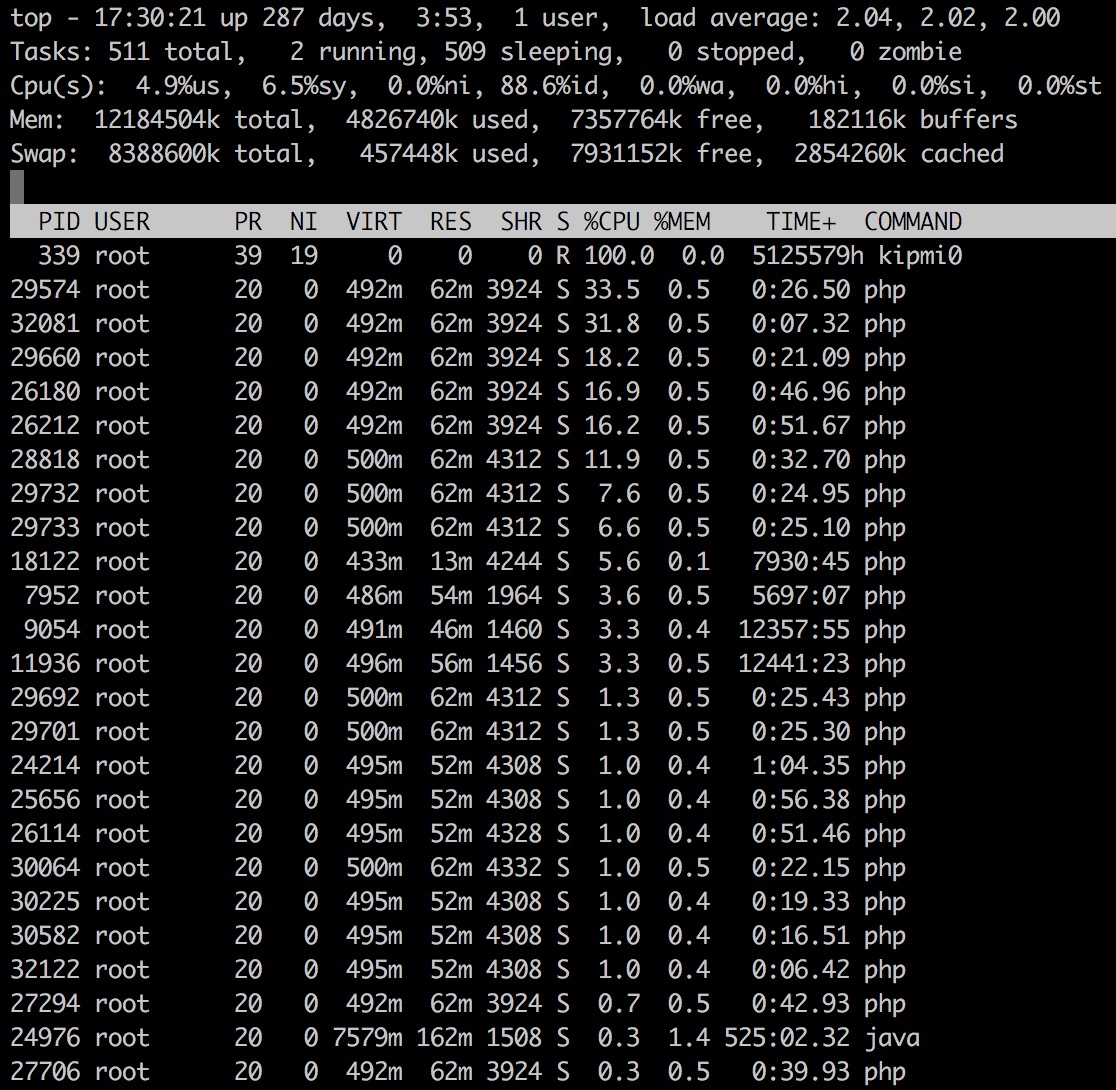 top - 17:30:21 up 287 days,  3:53,  1 user,  load average: 2.04, 2.02, 2.00
Tasks: 511 total,   2 running, 509 sleeping,   0 stopped,   0 zombie
Cpu(s):  4.9%us,  6.5%sy,  0.0%ni, 88.6%id,  0.0%wa,  0.0%hi,  0.0%si,  0.0%st
Mem:  12184504k total,  4826740k used,  7357764k free,   182116k buffers
Swap:  8388600k total,   457448k used,  7931152k free,  2854260k cached
  PID USER      PR  NI  VIRT  RES  SHR S %CPU %MEM    TIME+  COMMAND
  339 root      39  19     0    0    0 R 100.0  0.0   5125579h kipmi0
29574 root      20   0  492m  62m 3924 S 33.5  0.5   0:26.50 php
32081 root      20   0  492m  62m 3924 S 31.8  0.5   0:07.32 php
29660 root      20   0  492m  62m 3924 S 18.2  0.5   0:21.09 php
26180 root      20   0  492m  62m 3924 S 16.9  0.5   0:46.96 php
26212 root      20   0  492m  62m 3924 S 16.2  0.5   0:51.67 php
28818 root      20   0  500m  62m 4312 S 11.9  0.5   0:32.70 php
29732 root      20   0  500m  62m 4312 S  7.6  0.5   0:24.95 php
29733 root      20   0  500m  62m 4312 S  6.6  0.5   0:25.10 php
18122 root      20   0  433m  13m 4244 S  5.6  0.1   7930:45 php
 7952 root      20   0  486m  54m 1964 S  3.6  0.5   5697:07 php
 9054 root      20   0  491m  46m 1460 S  3.3  0.4  12357:55 php
11936 root      20   0  496m  56m 1456 S  3.3  0.5  12441:23 php
29692 root      20   0  500m  62m 4312 S  1.3  0.5   0:25.43 php
29701 root      20   0  500m  62m 4312 S  1.3  0.5   0:25.30 php
24214 root      20   0  495m  52m 4308 S  1.0  0.4   1:04.35 php
25656 root      20   0  495m  52m 4308 S  1.0  0.4   0:56.38 php
26114 root      20   0  495m  52m 4328 S  1.0  0.4   0:51.46 php
30064 root      20   0  500m  62m 4332 S  1.0  0.5   0:22.15 php
30225 root      20   0  495m  52m 4308 S  1.0  0.4   0:19.33 php
30582 root      20   0  495m  52m 4308 S  1.0  0.4   0:16.51 php
32122 root      20   0  495m  52m 4308 S  1.0  0.4   0:06.42 php
27294 root      20   0  492m  62m 3924 S  0.7  0.5   0:42.93 php
24976 root      20   0 7579m 162m 1508 S  0.3  1.4 525:02.32 java
27706 root      20   0  492m  62m 3924 S  0.3  0.5   0:39.93 php